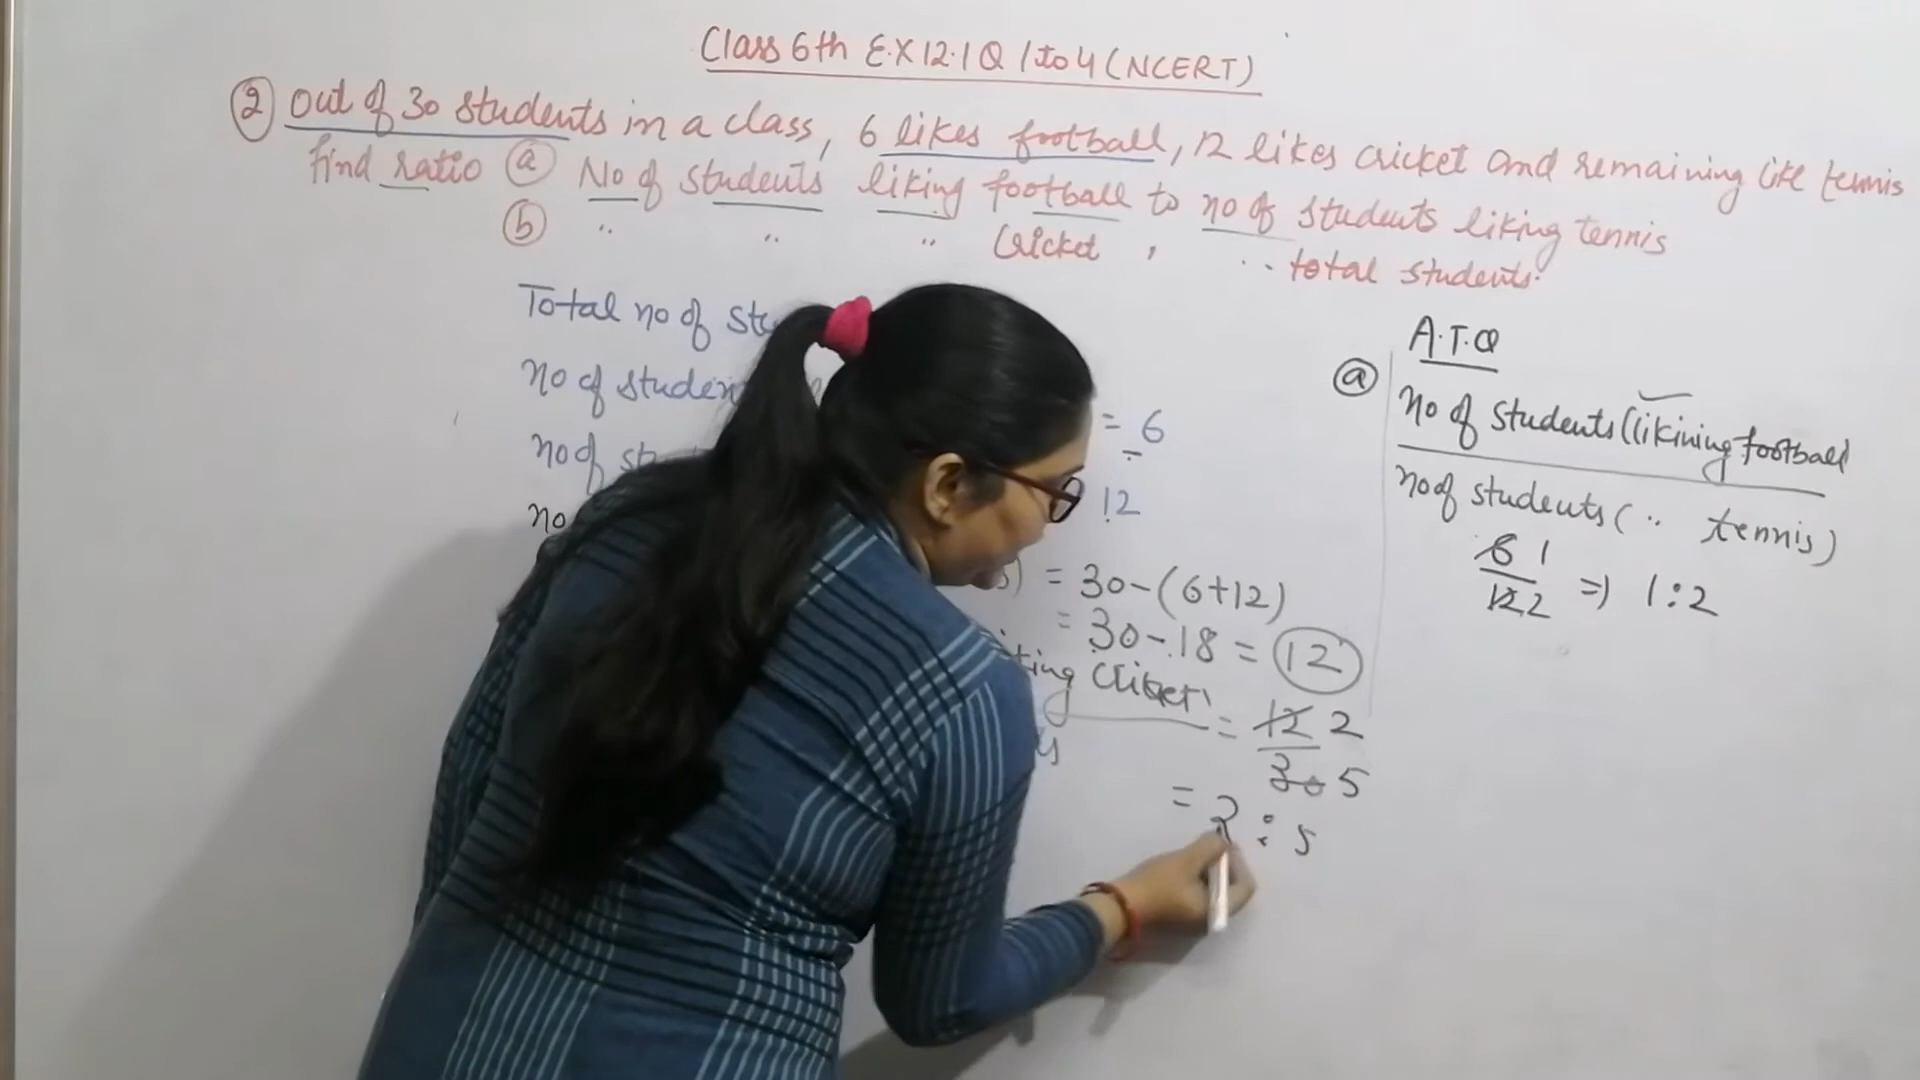 Class 6th EX 12.1 Q 1 to 4 (NCERT)
② Out of 30 students in a class, 6 likes football, 12 likes cricket and remaining like tennis
find ratio ⓐ No of students liking football to no of students liking tennis
ⓑ " " " Cricket , .. total students.
Total no of
no of studen
= 6
no of
12
no
= 30-(6+12)
= 30-18 = 12
ting Cricket
= 12 2
30 5
= 2 : 5
A.T.Q
ⓐ no of students (likining football
no of students ( .. tennis)
6 1
12 2 => 1:2